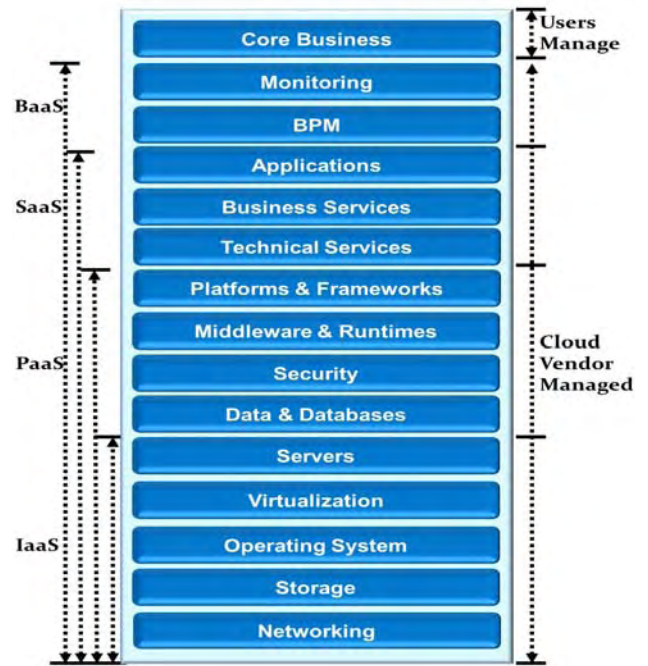 Core Business
Users
Manage
Monitoring
BaaS
BPM
Applications
SaaS
Business Services
Technical Services
Platforms & Frameworks
Middleware & Runtimes
PaaS
Security
Cloud
Vendor
Managed
Data & Databases
Servers
Virtualization
IaaS
Operating System
Storage
Networking